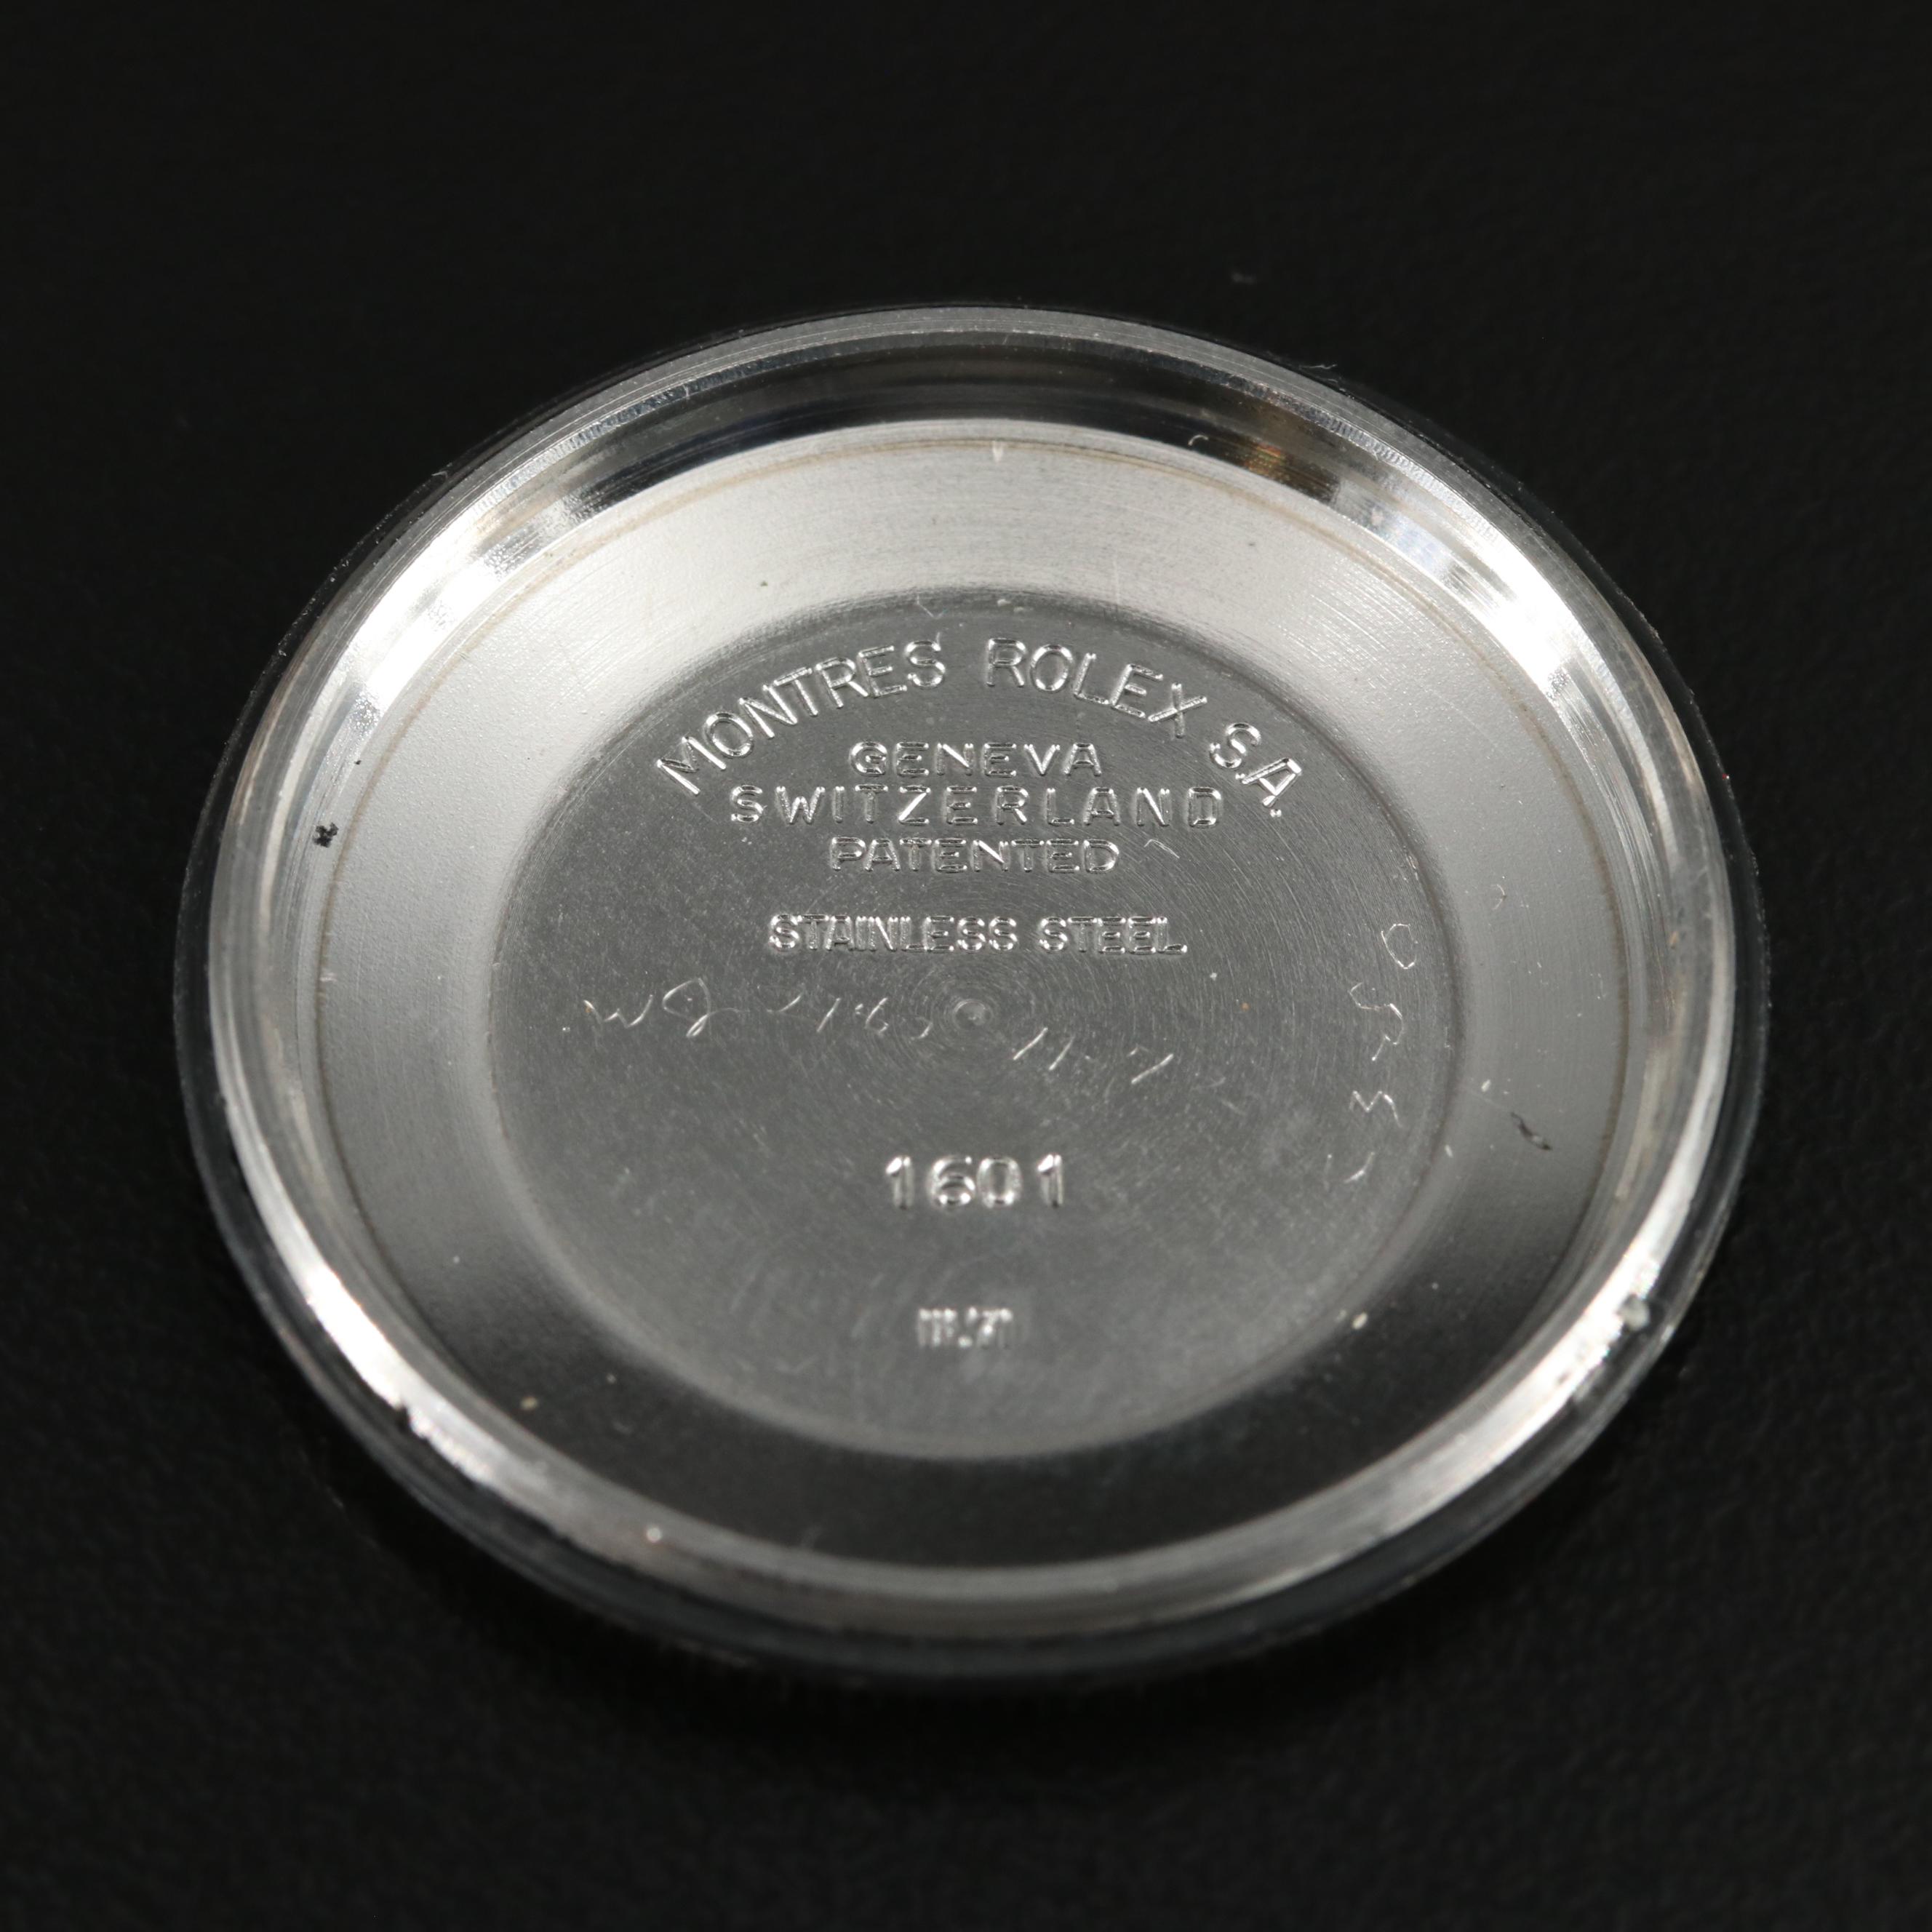 MONTRES ROLEX S.A.
GENEVA
SWITZERLAND
PATENTED
STAINLESS STEEL
1601